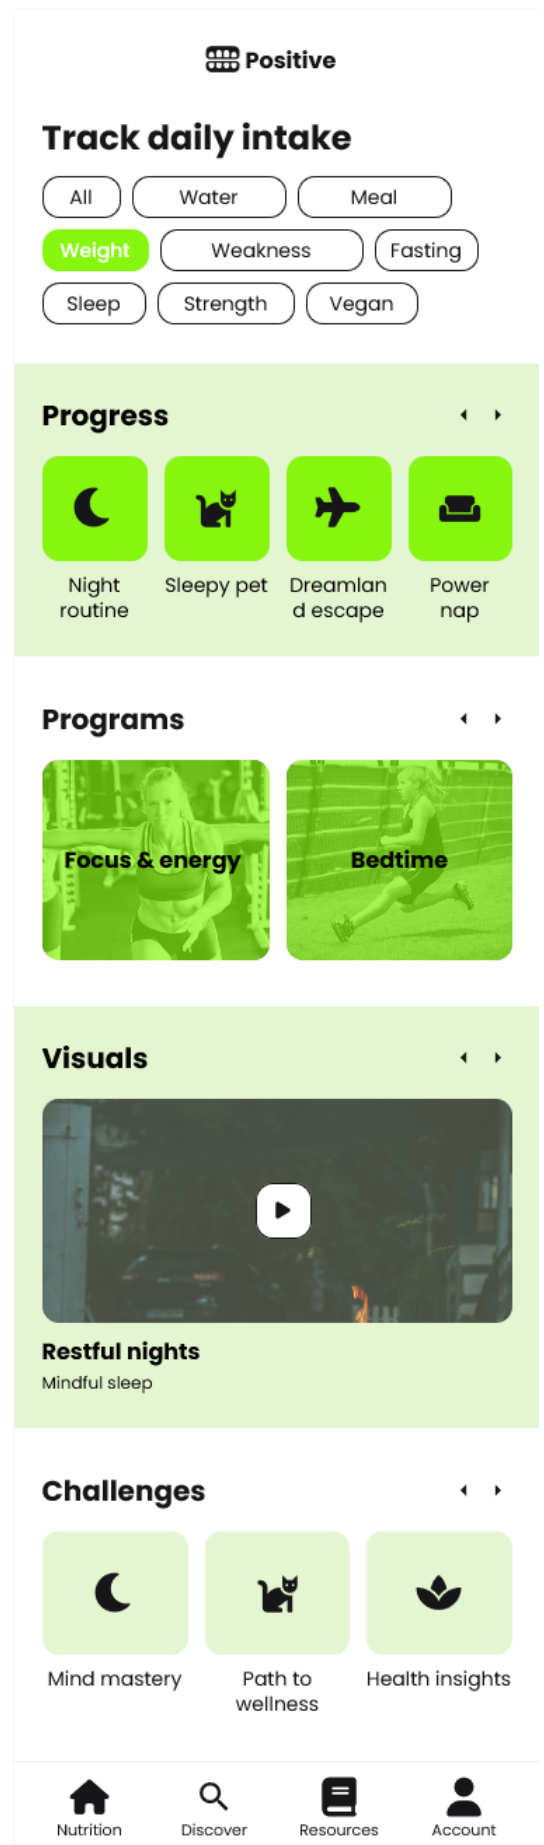 Positive
Track daily intake
All
Water
Meal
Weight
Weakness
Fasting
Sleep
Strength
Vegan
Progress
Night
routine
Sleepy pet
Dreamlan
d escape
Power
nap
Programs
Focus & energy
Bedtime
Visuals
Restful nights
Mindful sleep
Challenges
Mind mastery
Path to
wellness
Health insights
Nutrition
Discover
Resources
Account